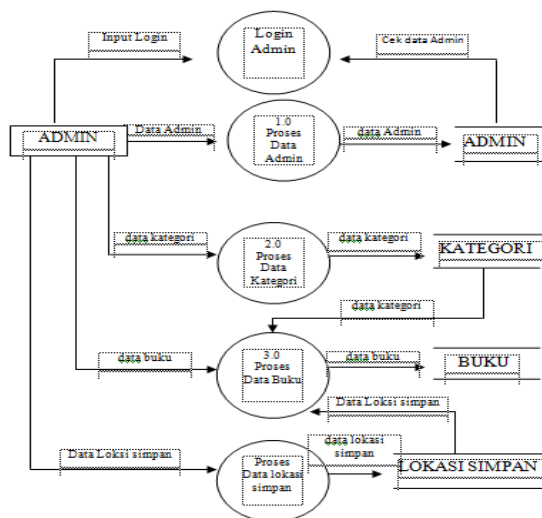 Input Login
Login
Admin
Cek data Admin
ADMIN
Data Admin
1.0
Proses
Data
Admin
data Admin
ADMIN
data kategori
2.0
Proses
Data
Kategori
data kategori
KATEGORI
data kategori
data buku
3.0
Proses
Data Buku
data buku
BUKU
Data Loksi simpan
Data Loksi simpan
Proses
Data lokasi
simpan
data lokasi
simpan
LOKASI SIMPAN